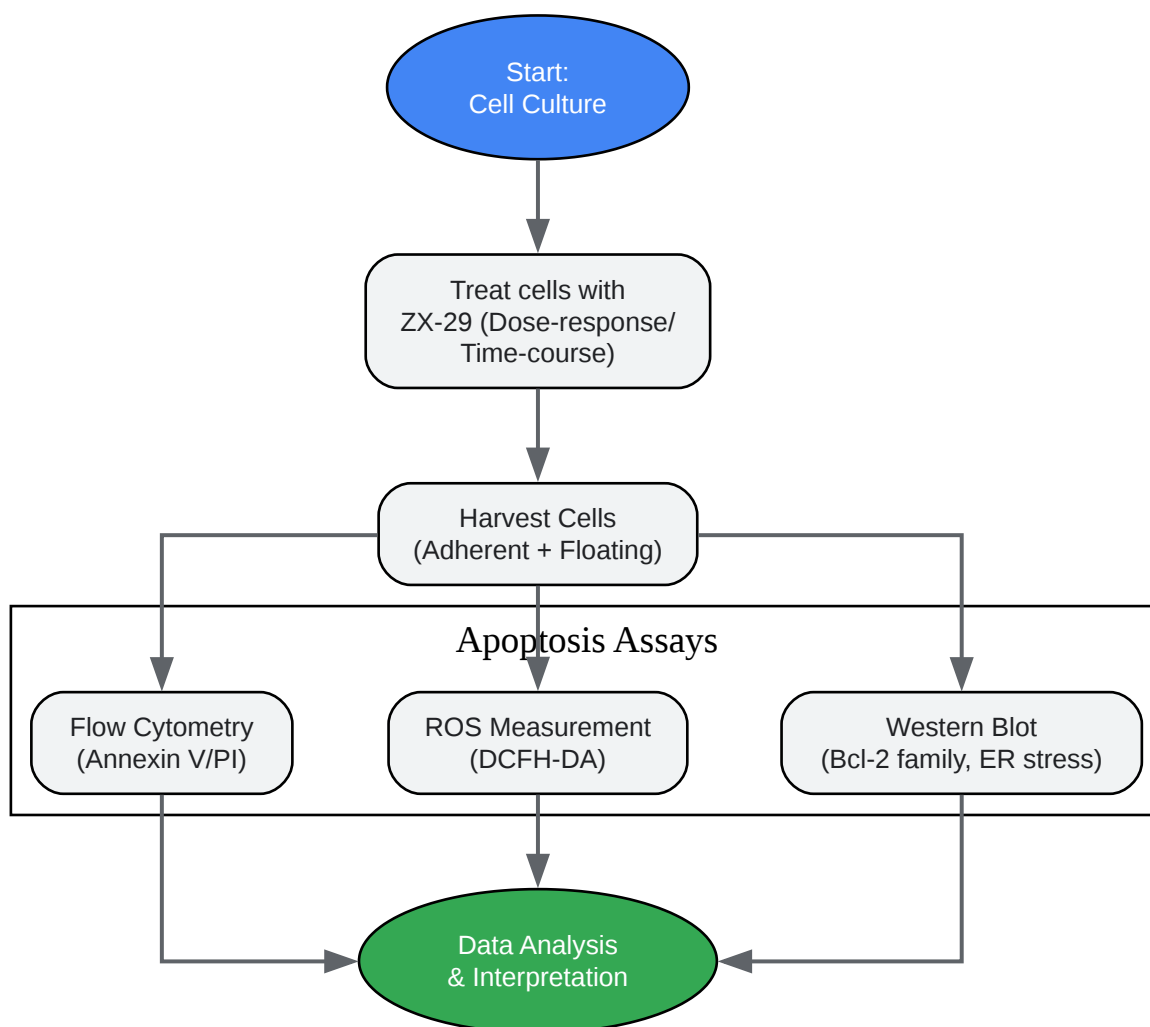 Start:
Cell Culture
Treat cells with
ZX-29 (Dose-response/
Time-course)
Harvest Cells
(Adherent + Floating)
Apoptosis Assays
Flow Cytometry
(Annexin V/PI)
ROS Measurement
(DCFH-DA)
Western Blot
(Bcl-2 family, ER stress)
Data Analysis
& Interpretation